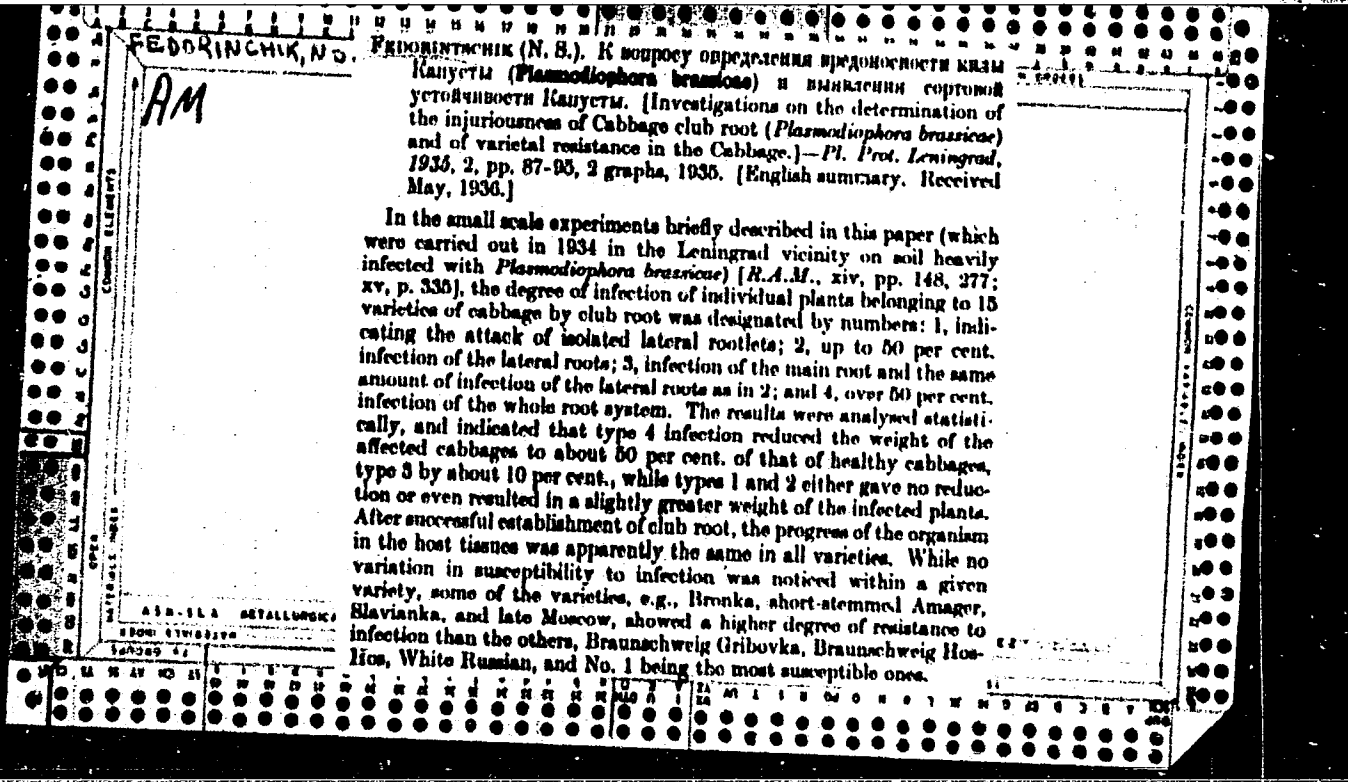 FEDORINCHIK, N.S.
AM
FEDORINTSCHIK (N. S.). К вопросу определения вредоносности килы
Капусты (Plasmodiophora brassicae) и выявления сортовой
устойчивости Капусты. [Investigations on the determination of
the injuriousness of Cabbage club root (Plasmodiophora brassicae)
and of varietal resistance in the Cabbage.]—Pl. Prot. Leningrad,
1935, 2, pp. 87-95, 2 graphs, 1935. [English summary. Received
May, 1936.]
In the small scale experiments briefly described in this paper (which
were carried out in 1934 in the Leningrad vicinity on soil heavily
infected with Plasmodiophora brassicae) [R.A.M., xiv, pp. 148, 277;
xv, p. 335], the degree of infection of individual plants belonging to 15
varieties of cabbage by club root was designated by numbers: 1, indi-
cating the attack of isolated lateral rootlets; 2, up to 50 per cent.
infection of the lateral roots; 3, infection of the main root and the same
amount of infection of the lateral roots as in 2; and 4, over 50 per cent.
infection of the whole root system. The results were analysed statisti-
cally, and indicated that type 4 infection reduced the weight of the
affected cabbages to about 50 per cent. of that of healthy cabbages,
type 3 by about 10 per cent., while types 1 and 2 either gave no reduc-
tion or even resulted in a slightly greater weight of the infected plants.
After successful establishment of club root, the progress of the organism
in the host tissues was apparently the same in all varieties. While no
variation in susceptibility to infection was noticed within a given
variety, some of the varieties, e.g., Bronka, short-stemmed Amager,
Slavianka, and late Moscow, showed a higher degree of resistance to
infection than the others, Braunschweig Gribovka, Braunschweig Hos-
Hos, White Russian, and No. 1 being the most susceptible ones.
COMMON ELEMENTS
OPEN
MATERIALS INDEX
ASM-SLA METALLURGICA